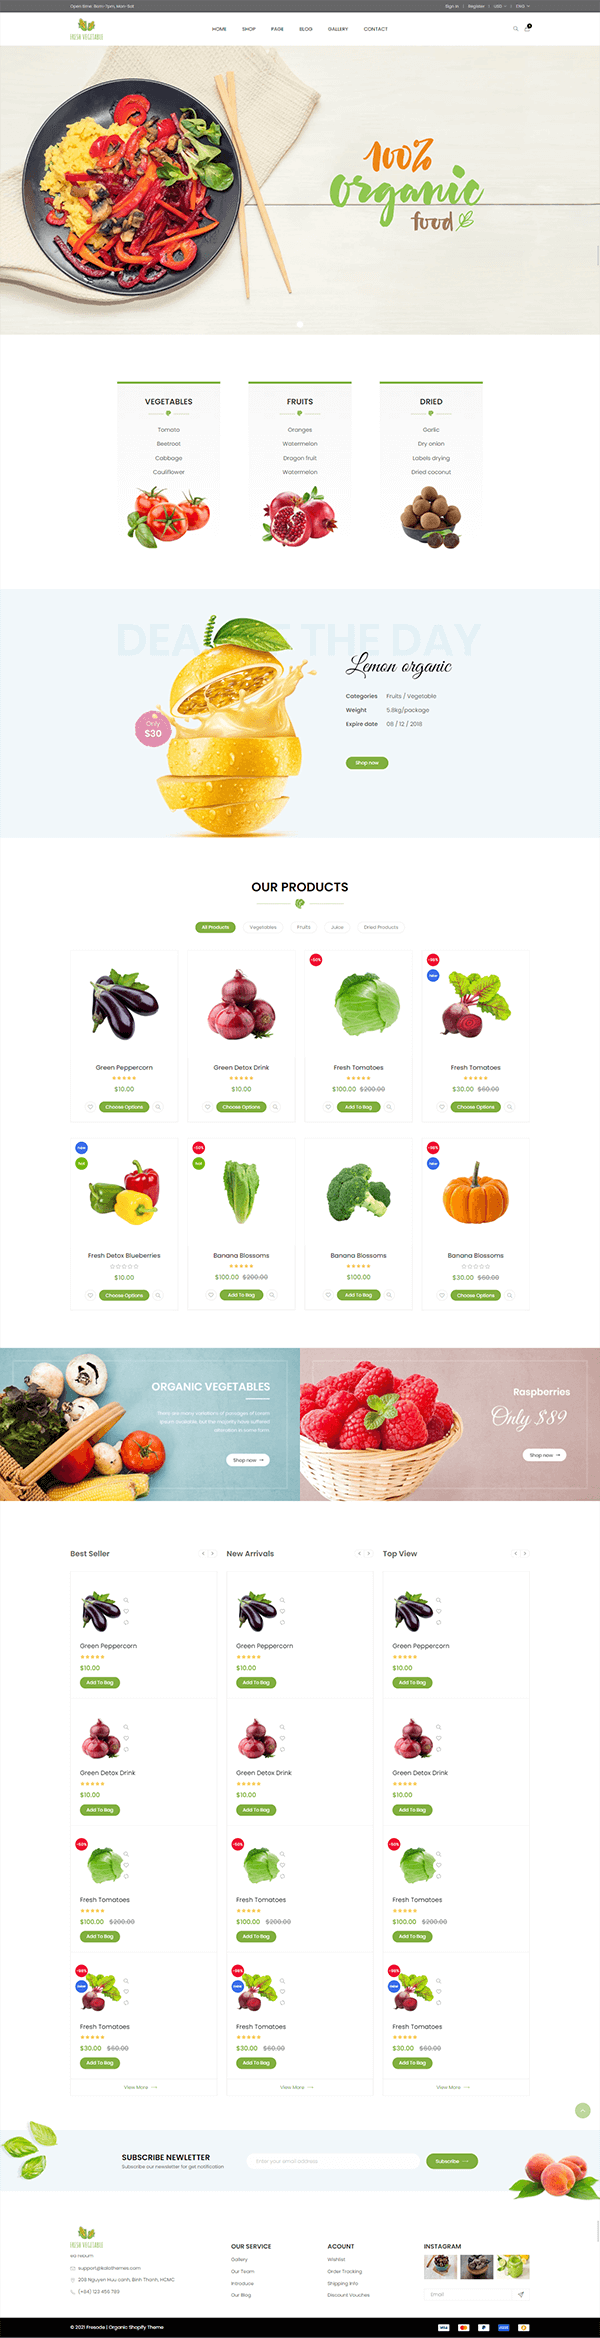 Open time: 8am-7pm, Mon-Sat
Sign in | Register | USD | ENG
FRESH VEGETABLE
HOME SHOP PAGE BLOG GALLERY CONTACT
100%
organic
food
VEGETABLES
Tomato
Beetroot
Cabbage
Cauliflower
FRUITS
Oranges
Watermelon
Dragon fruit
Watermelon
DRIED
Garlic
Dry onion
Labels drying
Dried coconut
Only
$30
Lemon organic
Categories Fruits / Vegetable
Weight 5.8kg/package
Expire date 08 / 12 / 2018
Shop now
OUR PRODUCTS
All Products Vegetables Fruits Juice Dried Products
Green Peppercorn
$10.00
Choose Options
Green Detox Drink
$10.00
Choose Options
-50%
Fresh Tomatoes
$100.00 $200.00
Add To Bag
New
Fresh Tomatoes
$30.00 $60.00
Choose Options
New
Hot
Fresh Detox Blueberries
$10.00
Choose Options
-50%
Hot
Banana Blossoms
$100.00 $200.00
Add To Bag
Banana Blossoms
$100.00
Add To Bag
New
Banana Blossoms
$30.00 $60.00
Choose Options
ORGANIC VEGETABLES
There are many variations of passages of Lorem
Ipsum available, but the majority have suffered
alteration in some form.
Shop now
Raspberries
Only $89
Shop now
Best Seller
Green Peppercorn
$10.00
Add To Bag
Green Detox Drink
$10.00
Add To Bag
-50%
Fresh Tomatoes
$100.00 $200.00
Add To Bag
New
Fresh Tomatoes
$30.00 $60.00
Add To Bag
View More
New Arrivals
Green Peppercorn
$10.00
Add To Bag
Green Detox Drink
$10.00
Add To Bag
-50%
Fresh Tomatoes
$100.00 $200.00
Add To Bag
New
Fresh Tomatoes
$30.00 $60.00
Add To Bag
View More
Top View
Green Peppercorn
$10.00
Add To Bag
Green Detox Drink
$10.00
Add To Bag
-50%
Fresh Tomatoes
$100.00 $200.00
Add To Bag
New
Fresh Tomatoes
$30.00 $60.00
Add To Bag
View More
SUBSCRIBE NEWLETTER
Subscribe our newsletter for get notification
Enter your email address
Subscribe
FRESH VEGETABLE
support@kalathemes.com
208 Nguyen Huu canh, Binh Thanh, HCMC
(+84) 123 456 789
OUR SERVICE
Gallery
Our Team
Introduce
Our Blog
ACOUNT
Wishlist
Order Tracking
Shipping Info
Discount Vouchers
INSTAGRAM
Email
© 2021 Fresode | Organic Shopify Theme